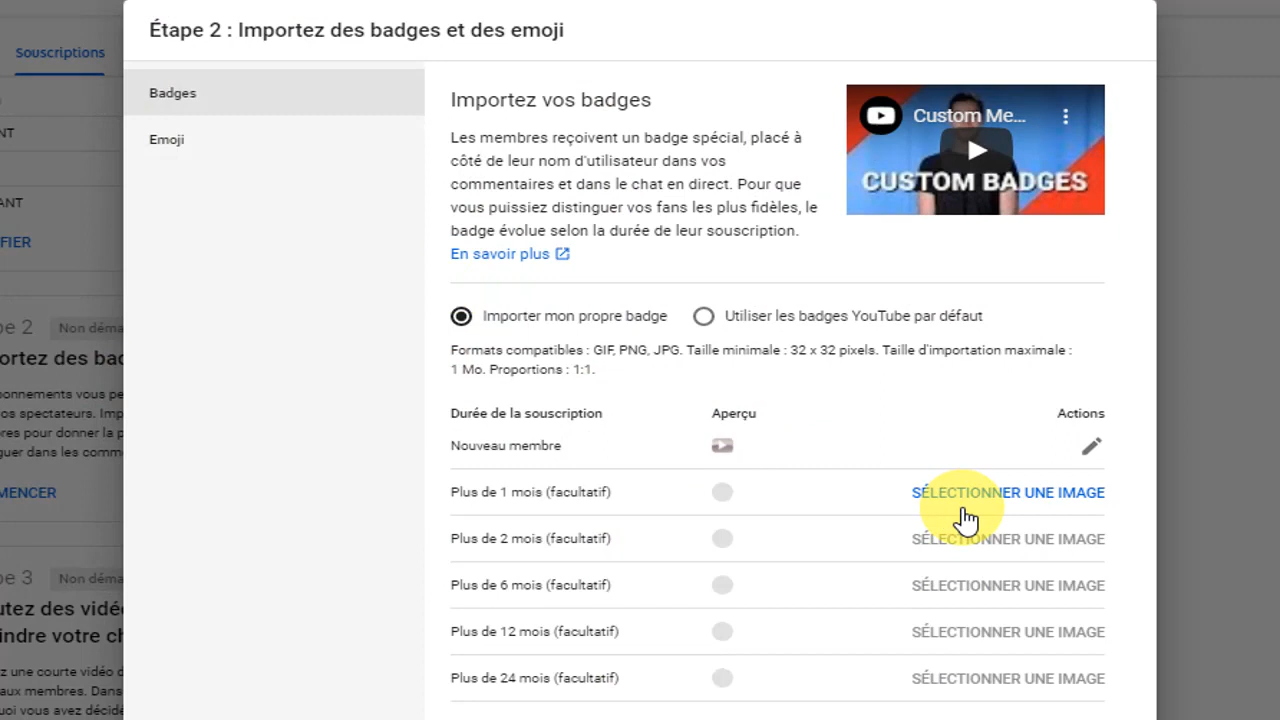 Étape 2 : Importez des badges et des emoji
Souscriptions
Badges
Emoji
Importez vos badges
Les membres reçoivent un badge spécial, placé à
côté de leur nom d'utilisateur dans vos
commentaires et dans le chat en direct. Pour que
vous puissiez distinguer vos fans les plus fidèles, le
badge évolue selon la durée de leur souscription.
En savoir plus
Custom Me...
CUSTOM BADGES
Importer mon propre badge
Utiliser les badges YouTube par défaut
Formats compatibles : GIF, PNG, JPG. Taille minimale : 32 x 32 pixels. Taille d'importation maximale :
1 Mo. Proportions : 1:1.
Durée de la souscription Aperçu Actions
Nouveau membre
Plus de 1 mois (facultatif) SÉLECTIONNER UNE IMAGE
Plus de 2 mois (facultatif) SÉLECTIONNER UNE IMAGE
Plus de 6 mois (facultatif) SÉLECTIONNER UNE IMAGE
Plus de 12 mois (facultatif) SÉLECTIONNER UNE IMAGE
Plus de 24 mois (facultatif) SÉLECTIONNER UNE IMAGE